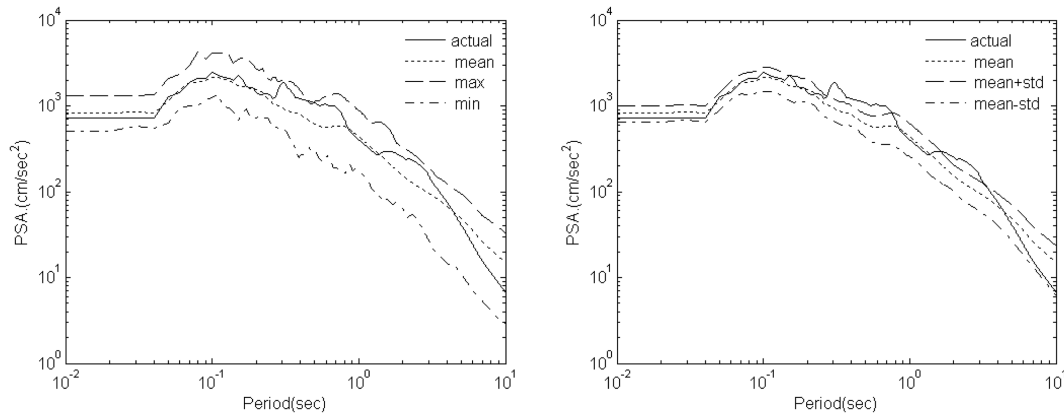 10^4
10^3
10^2
10^1
10^0
PSA.(cm/sec^2)
10^-2
10^-1
10^0
10^1
Period(sec)
actual
mean
max
min
10^4
10^3
10^2
10^1
10^0
PSA.(cm/sec^2)
10^-2
10^-1
10^0
10^1
Period(sec)
actual
mean
mean+std
mean-std